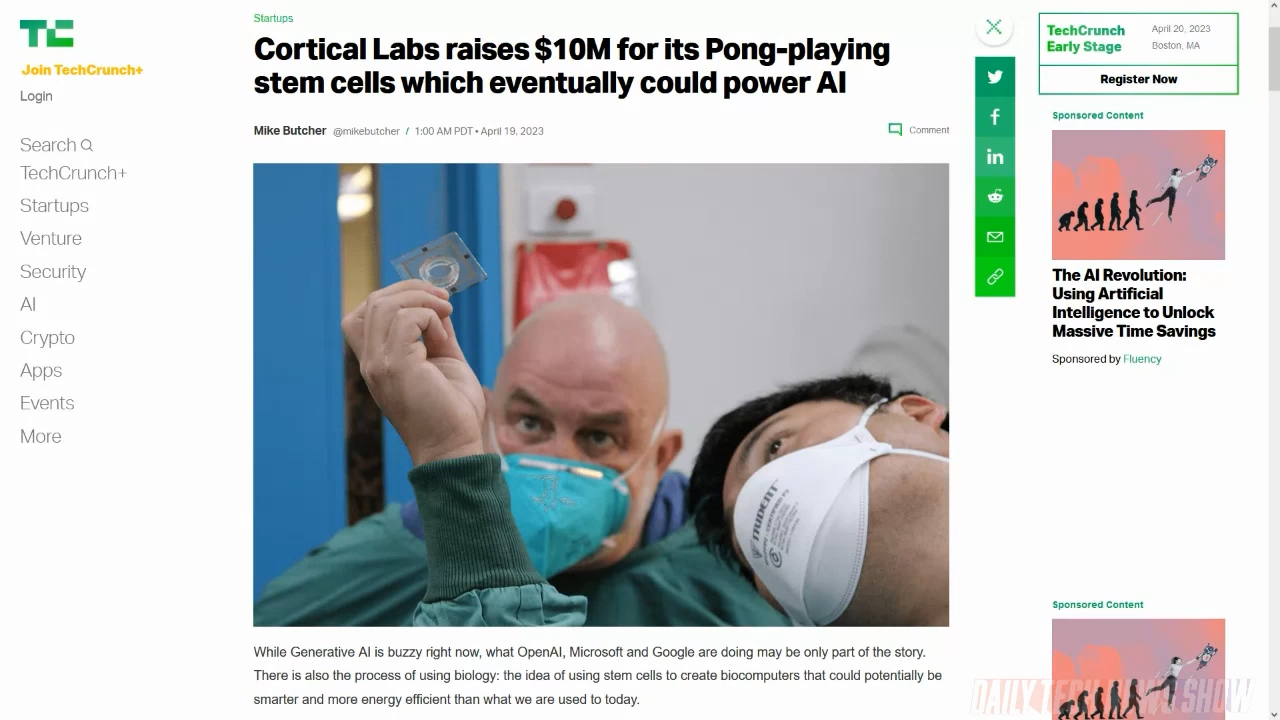 TC
Join TechCrunch+
Login
Search
TechCrunch+
Startups
Venture
Security
AI
Crypto
Apps
Events
More
Startups
Cortical Labs raises $10M for its Pong-playing
stem cells which eventually could power AI
Mike Butcher @mikebutcher / 1:00 AM PDT • April 19, 2023
Comment
While Generative AI is buzzy right now, what OpenAI, Microsoft and Google are doing may be only part of the story.
There is also the process of using biology: the idea of using stem cells to create biocomputers that could potentially be
smarter and more energy efficient than what we are used to today.
TechCrunch
Early Stage
April 20, 2023
Boston, MA
Register Now
Sponsored Content
The AI Revolution:
Using Artificial
Intelligence to Unlock
Massive Time Savings
Sponsored by Fluency
Sponsored Content
DAILY TECH NEWS SHOW